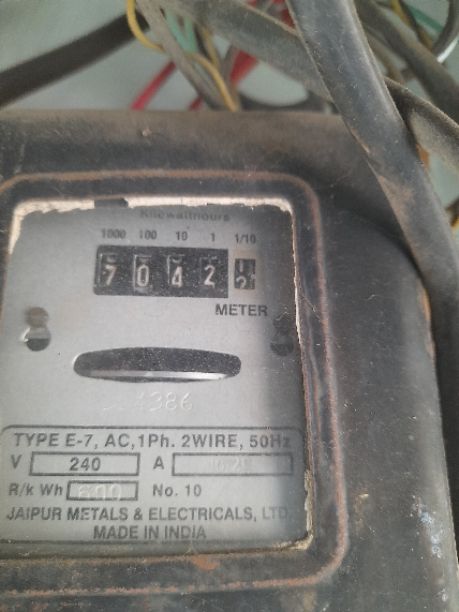 Kilowatthours
1000 100 10 1 1/10
7 0 4 2
METER
TYPE E-7, AC,1Ph. 2WIRE, 50Hz
V 240 A
R/k Wh 600 No. 10
JAIPUR METALS & ELECTRICALS, LTD.
MADE IN INDIA